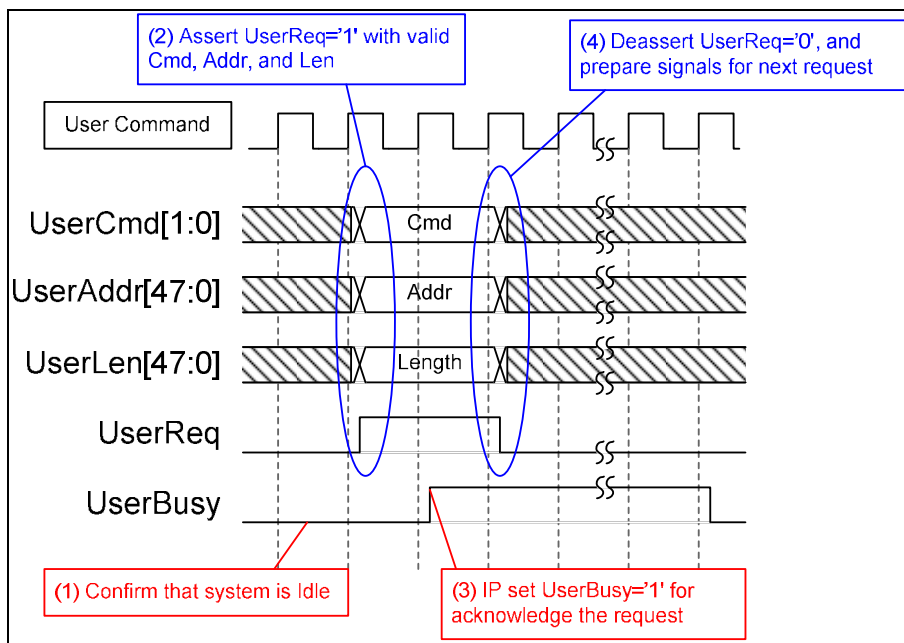 (2) Assert UserReq='1' with valid
Cmd, Addr, and Len
(4) Deassert UserReq='0', and
prepare signals for next request
User Command
UserCmd[1:0]
Cmd
UserAddr[47:0]
Addr
UserLen[47:0]
Length
UserReq
UserBusy
(1) Confirm that system is Idle
(3) IP set UserBusy='1' for
acknowledge the request